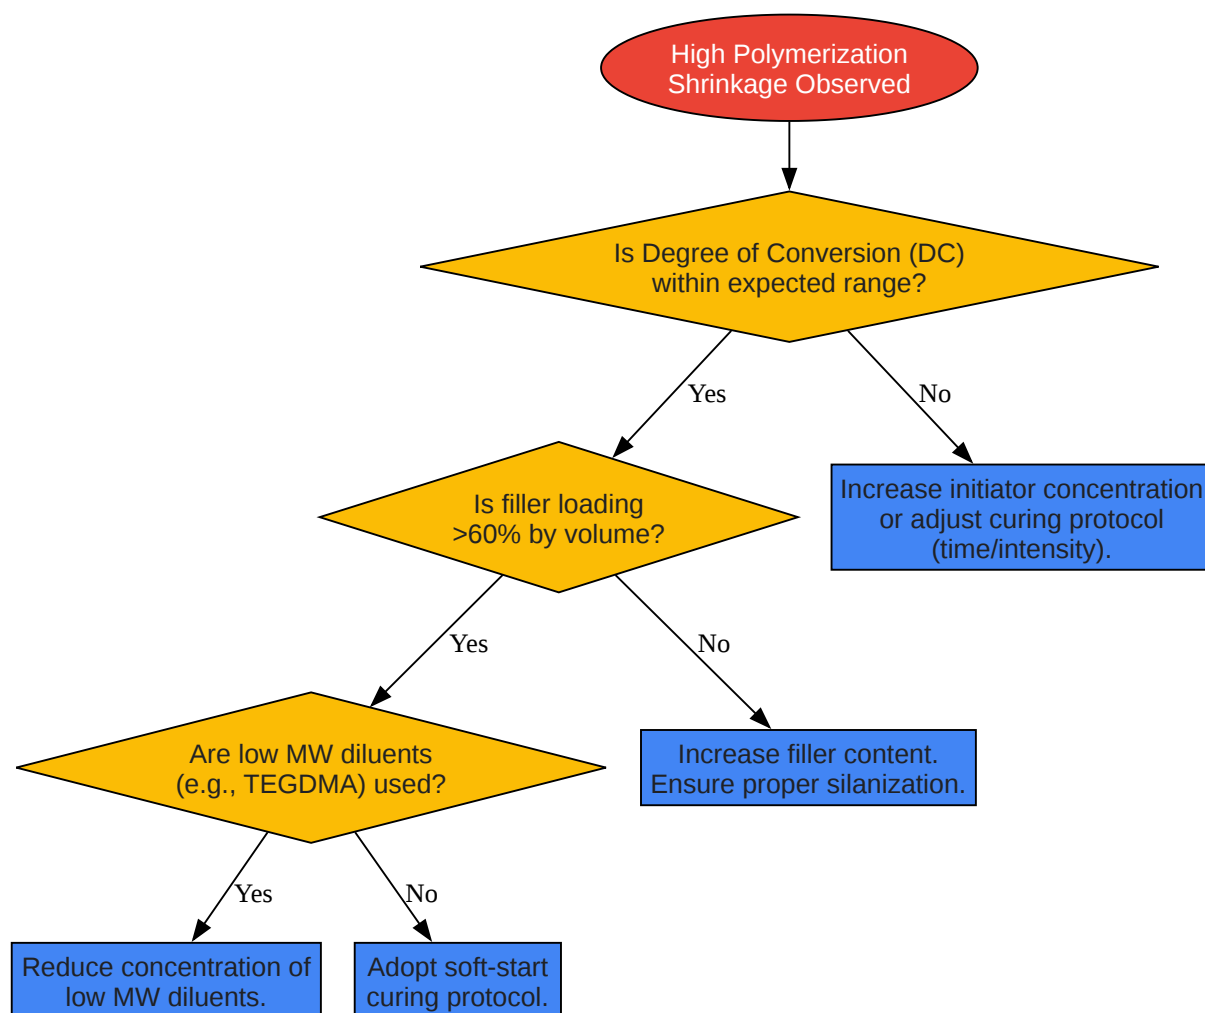 High Polymerization
Shrinkage Observed
Is Degree of Conversion (DC)
within expected range?
Yes
No
Is filler loading
>60% by volume?
Increase initiator concentration
or adjust curing protocol
(time/intensity).
Yes
No
Are low MW diluents
(e.g., TEGDMA) used?
Increase filler content.
Ensure proper silanization.
Yes
No
Reduce concentration of
low MW diluents.
Adopt soft-start
curing protocol.